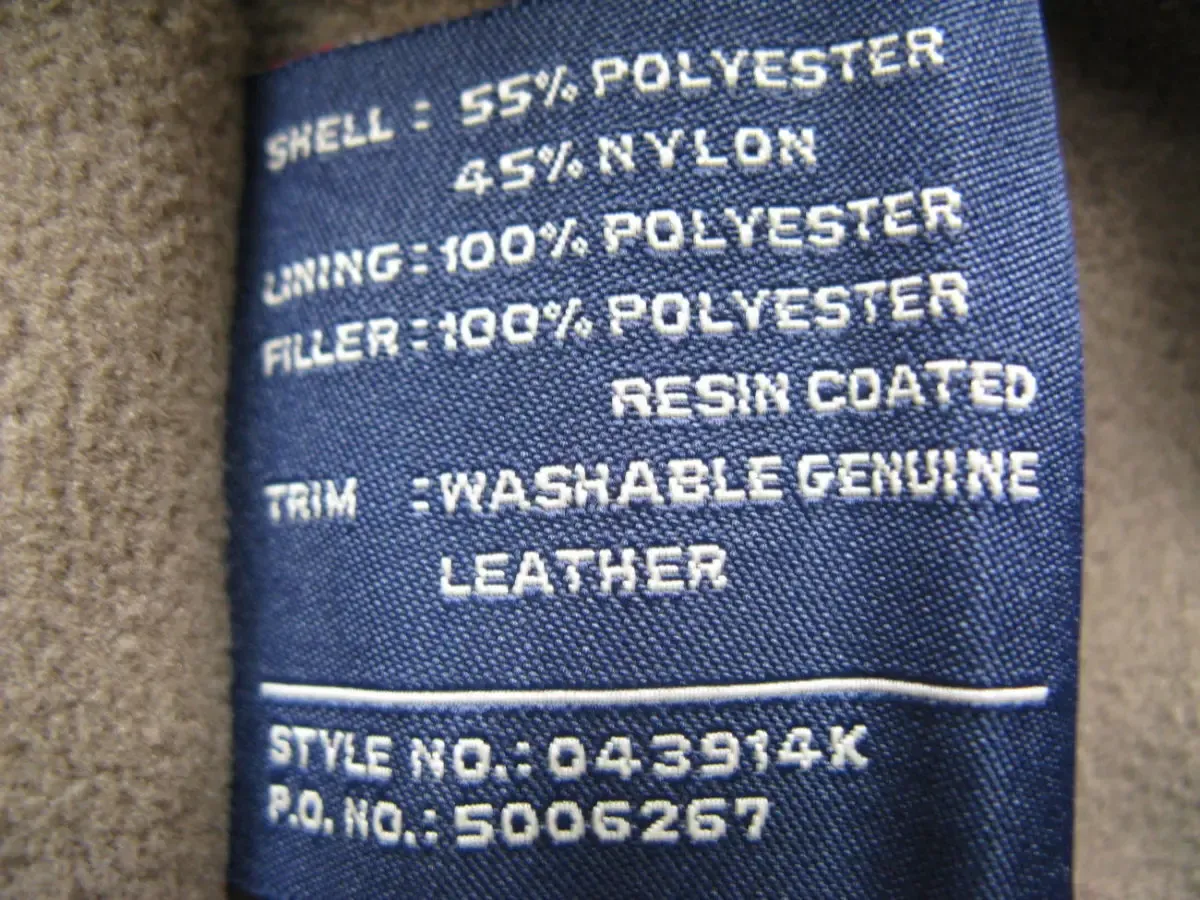 SHELL : 55% POLYESTER
45% NYLON
LINING : 100% POLYESTER
FILLER : 100% POLYESTER
RESIN COATED
TRIM : WASHABLE GENUINE
LEATHER
STYLE NO.: 043914K
P.O. NO.: 5006267